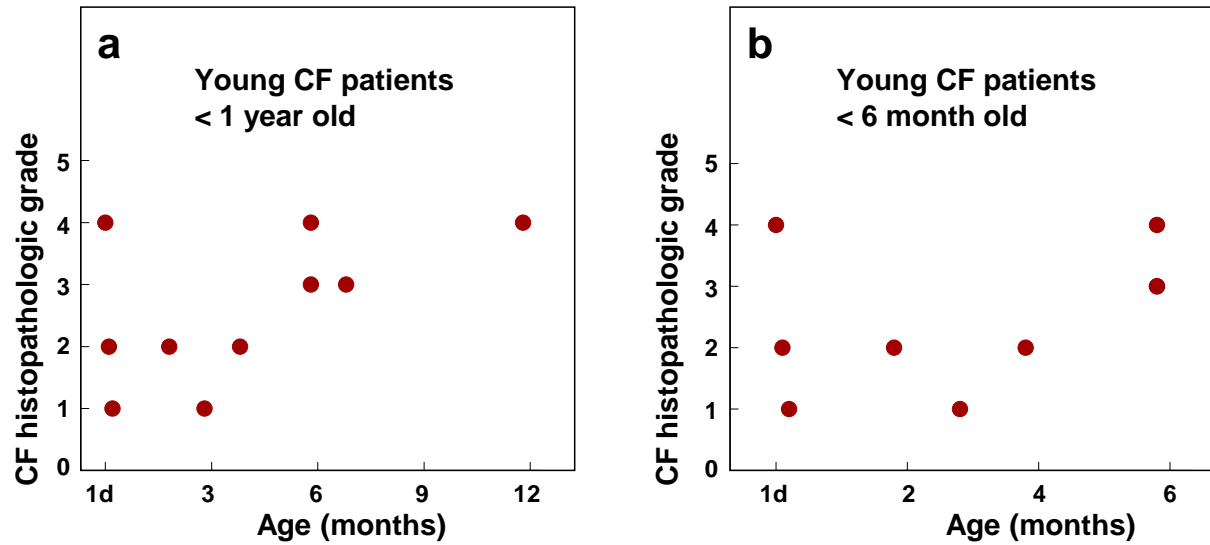 a
Young CF patients
< 1 year old
CF histopathologic grade
5
4
3
2
1
0
1d 3 6 9 12
Age (months)
b
Young CF patients
< 6 month old
CF histopathologic grade
5
4
3
2
1
0
1d 2 4 6
Age (months)